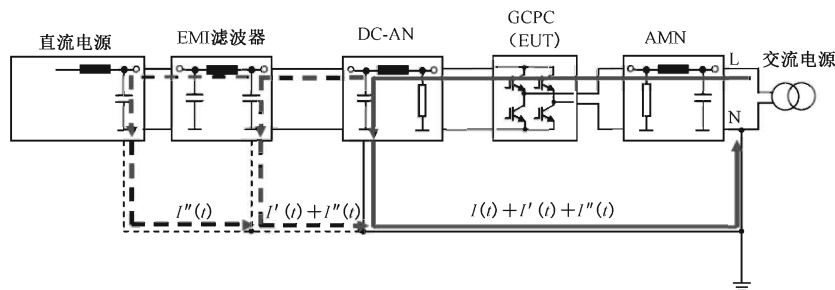 直流电源
EMI滤波器
DC-AN
GCPC
（EUT）
AMN
L
交流电源
N
I″(t)
I′(t)+I″(t)
I(t)+I′(t)+I″(t)